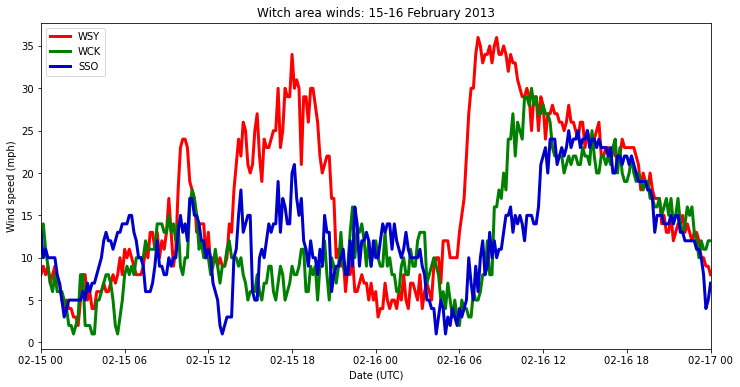 Witch area winds: 15-16 February 2013
WSY
WCK
SSO
Wind speed (mph)
35
30
25
20
15
10
5
0
02-15 00 02-15 06 02-15 12 02-15 18 02-16 00 02-16 06 02-16 12 02-16 18 02-17 00
Date (UTC)